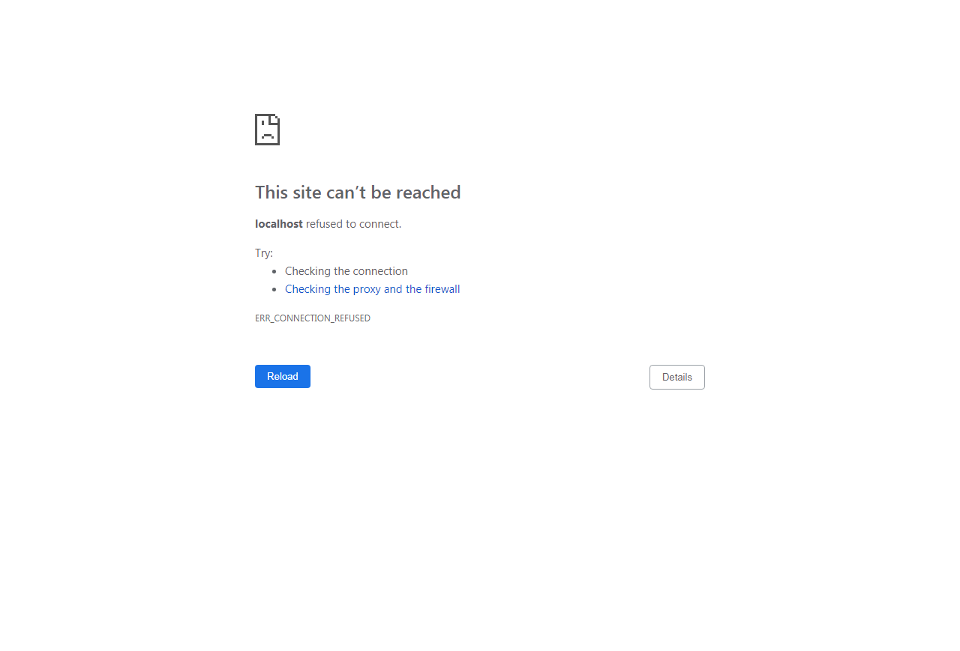 This site can’t be reached
localhost refused to connect.
Try:
Checking the connection
Checking the proxy and the firewall
ERR_CONNECTION_REFUSED
Reload
Details